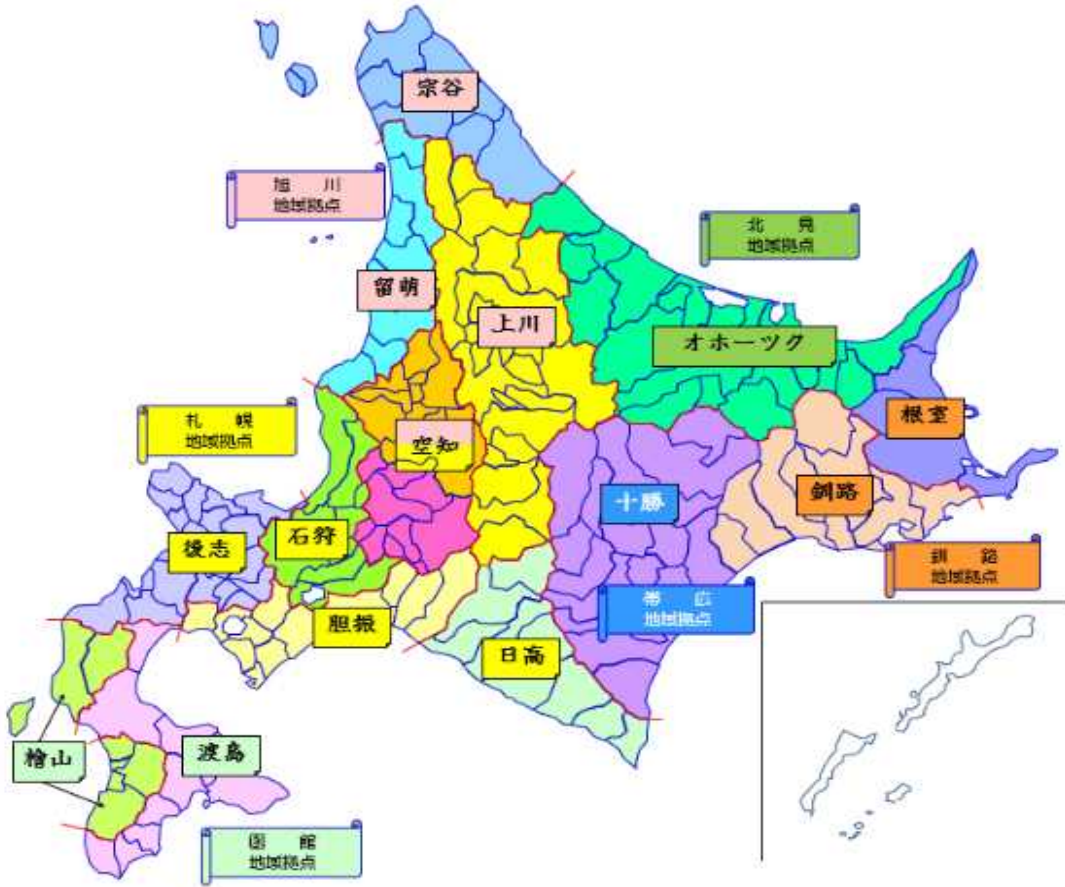 宗谷
旭　川
地域拠点
北　見
地域拠点
留萌
上川
オホーツク
札　幌
地域拠点
空知
根室
十勝
釧路
石狩
後志
釧　路
地域拠点
帯　広
地域拠点
胆振
日高
檜山
渡島
函　館
地域拠点